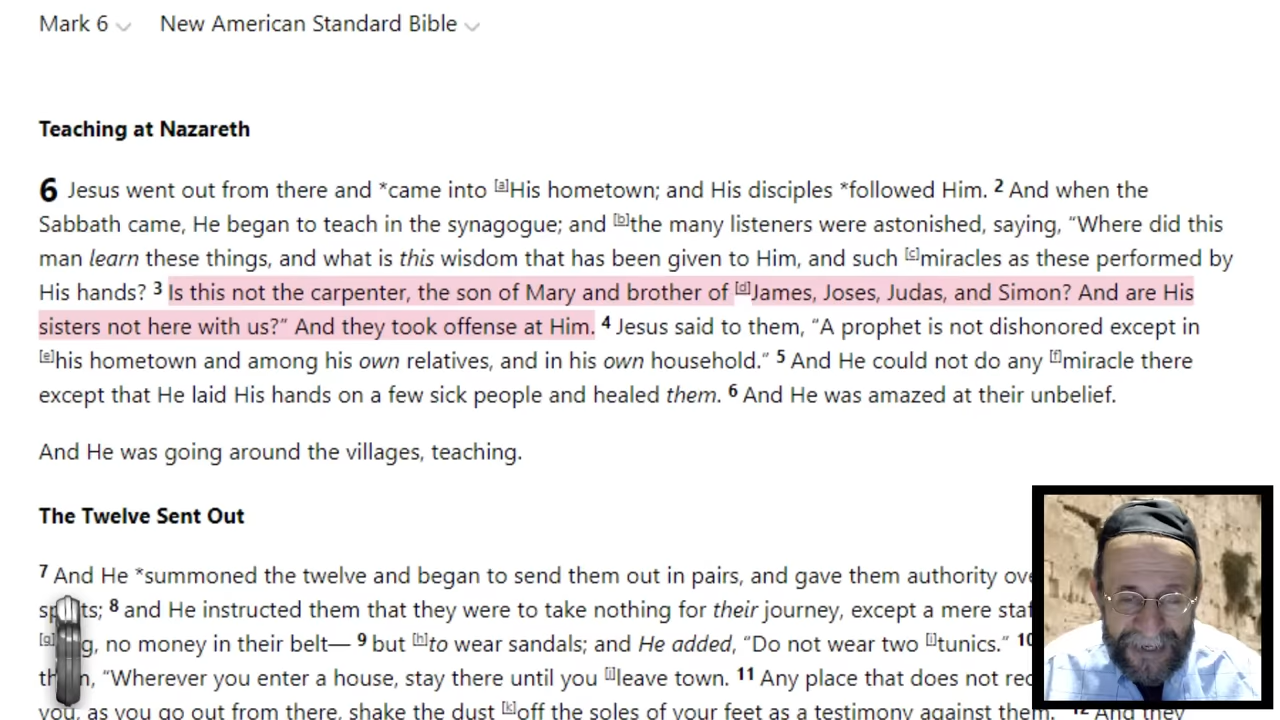 Mark 6 New American Standard Bible
Teaching at Nazareth
6 Jesus went out from there and *came into [a]His hometown; and His disciples *followed Him. 2 And when the
Sabbath came, He began to teach in the synagogue; and [b]the many listeners were astonished, saying, “Where did this
man learn these things, and what is this wisdom that has been given to Him, and such [c]miracles as these performed by
His hands? 3 Is this not the carpenter, the son of Mary and brother of [d]James, Joses, Judas, and Simon? And are His
sisters not here with us?” And they took offense at Him. 4 Jesus said to them, “A prophet is not dishonored except in
[e]his hometown and among his own relatives, and in his own household.” 5 And He could not do any [f]miracle there
except that He laid His hands on a few sick people and healed them. 6 And He was amazed at their unbelief.
And He was going around the villages, teaching.
The Twelve Sent Out
7 And He *summoned the twelve and began to send them out in pairs, and gave them authority
8 and He instructed them that they were to take nothing for their journey, except a mere
[g] no money in their belt— 9 but [h]to wear sandals; and He added, “Do not wear two [i]tunics.” 10
“Wherever you enter a house, stay there until you [j]leave town. 11 Any place that does not
you, as you go out from there, shake the dust [k]off the soles of your feet as a testimony against them.” 12 And they